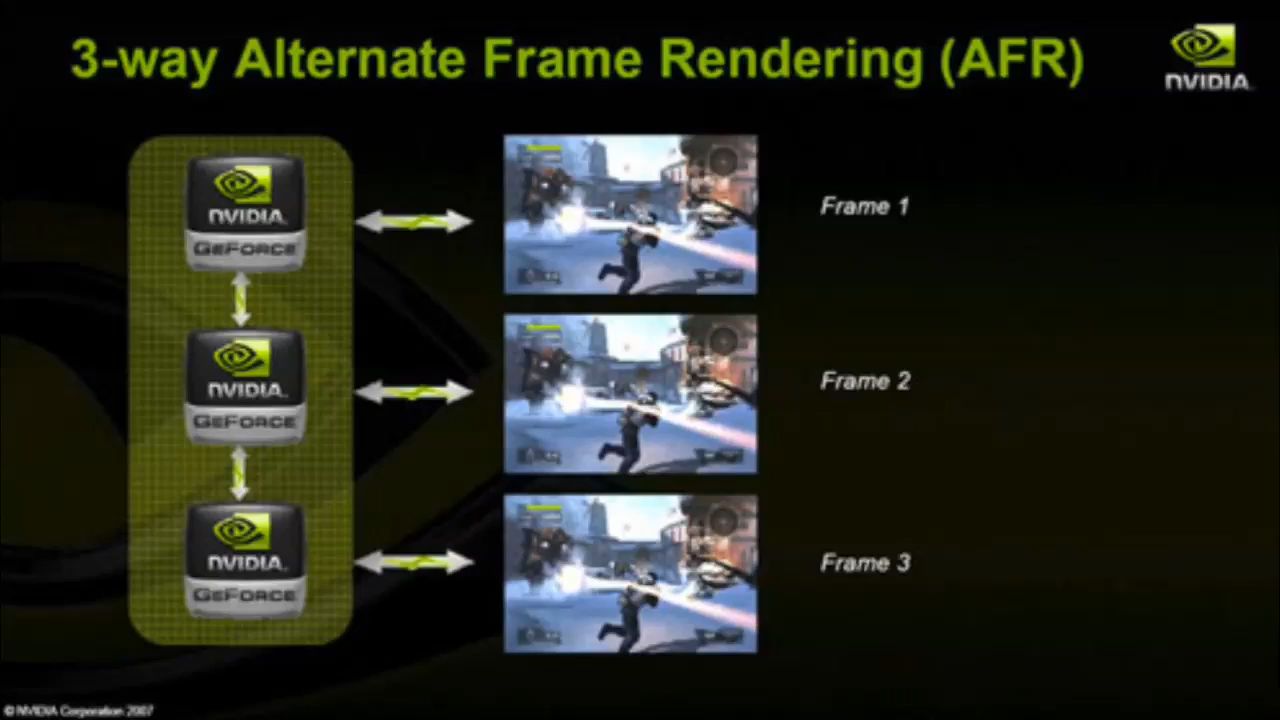 3-way Alternate Frame Rendering (AFR)
NVIDIA
NVIDIA
GEFORCE
Frame 1
NVIDIA
GEFORCE
Frame 2
NVIDIA
GEFORCE
Frame 3
© NVIDIA Corporation 2007